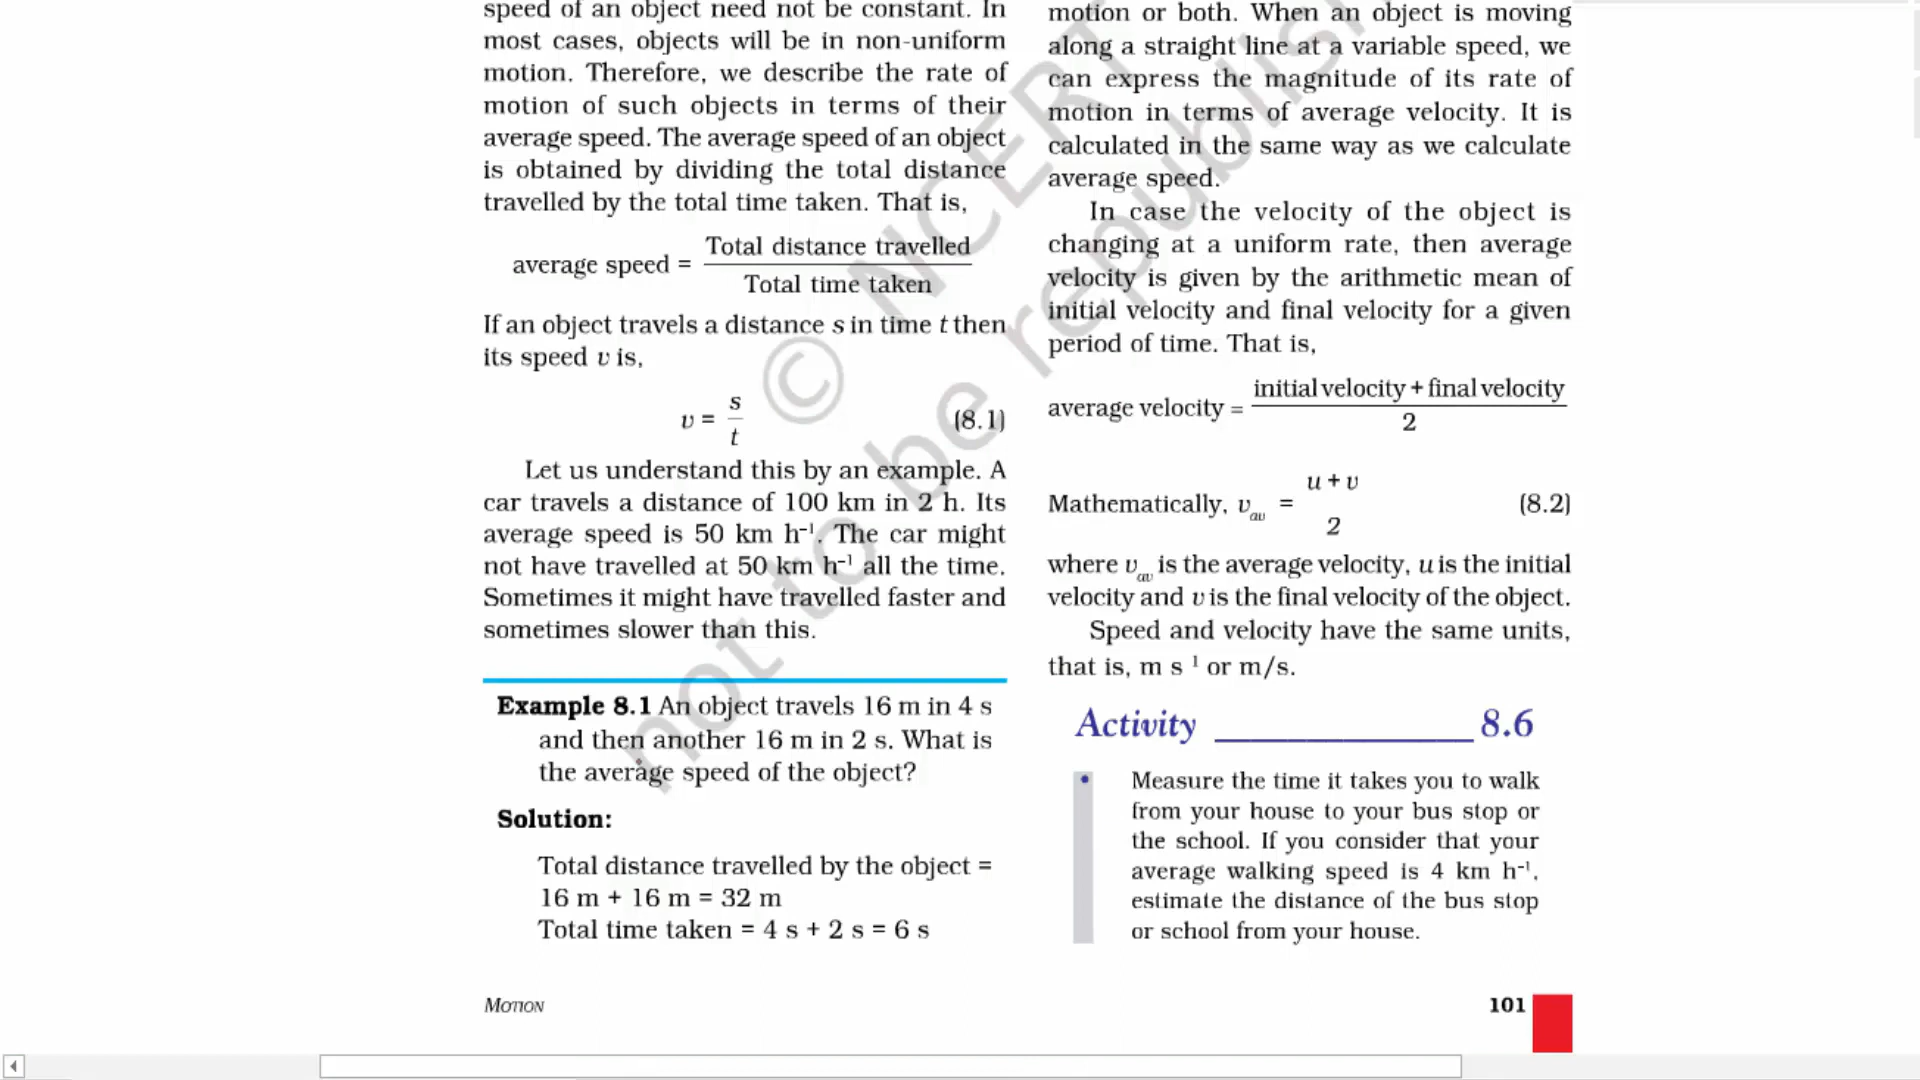 speed of an object need not be constant. In
most cases, objects will be in non-uniform
motion. Therefore, we describe the rate of
motion of such objects in terms of their
average speed. The average speed of an object
is obtained by dividing the total distance
travelled by the total time taken. That is,
average speed = Total distance travelled
Total time taken
If an object travels a distance s in time t then
its speed v is,
v = s
t (8.1)
Let us understand this by an example. A
car travels a distance of 100 km in 2 h. Its
average speed is 50 km h⁻¹. The car might
not have travelled at 50 km h⁻¹ all the time.
Sometimes it might have travelled faster and
sometimes slower than this.
Example 8.1 An object travels 16 m in 4 s
and then another 16 m in 2 s. What is
the average speed of the object?
Solution:
Total distance travelled by the object =
16 m + 16 m = 32 m
Total time taken = 4 s + 2 s = 6 s
motion or both. When an object is moving
along a straight line at a variable speed, we
can express the magnitude of its rate of
motion in terms of average velocity. It is
calculated in the same way as we calculate
average speed.
In case the velocity of the object is
changing at a uniform rate, then average
velocity is given by the arithmetic mean of
initial velocity and final velocity for a given
period of time. That is,
average velocity = initial velocity + final velocity
2
Mathematically, v av = u + v
2 (8.2)
where v av is the average velocity, u is the initial
velocity and v is the final velocity of the object.
Speed and velocity have the same units,
that is, m s ¹ or m/s.
Activity 8.6
• Measure the time it takes you to walk
from your house to your bus stop or
the school. If you consider that your
average walking speed is 4 km h⁻¹,
estimate the distance of the bus stop
or school from your house.
MOTION
101
© NCERT
not to be republish